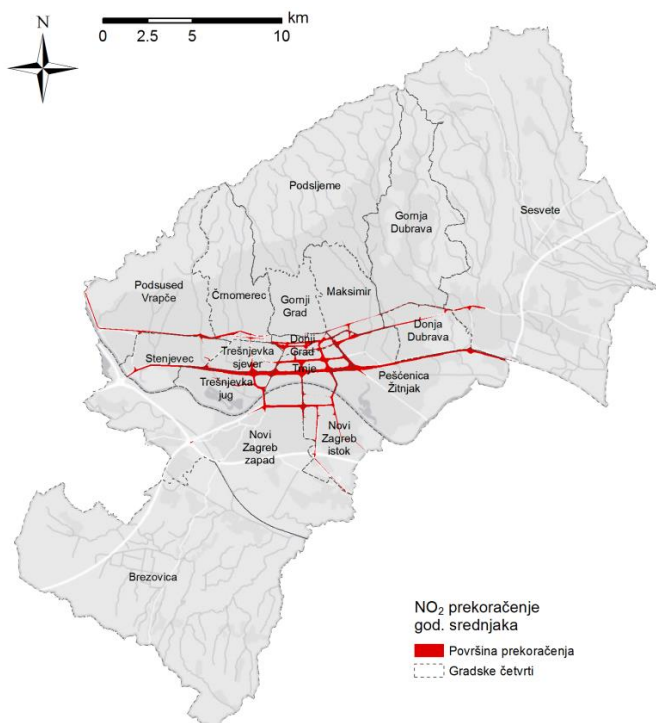 N
km
0 2.5 5 10
Podsljeme
Sesvete
Gornja
Dubrava
Podsused
Vrapče
Črnomerec
Gornji
Grad
Maksimir
Donja
Dubrava
Donji
Grad
Stenjevec
Trešnjevka
sjever
Trnje
Peščenica
Žitnjak
Trešnjevka
jug
Novi
Zagreb
zapad
Novi
Zagreb
istok
Brezovica
NO₂ prekoračenje
god. srednjaka
Površina prekoračenja
Gradske četvrti